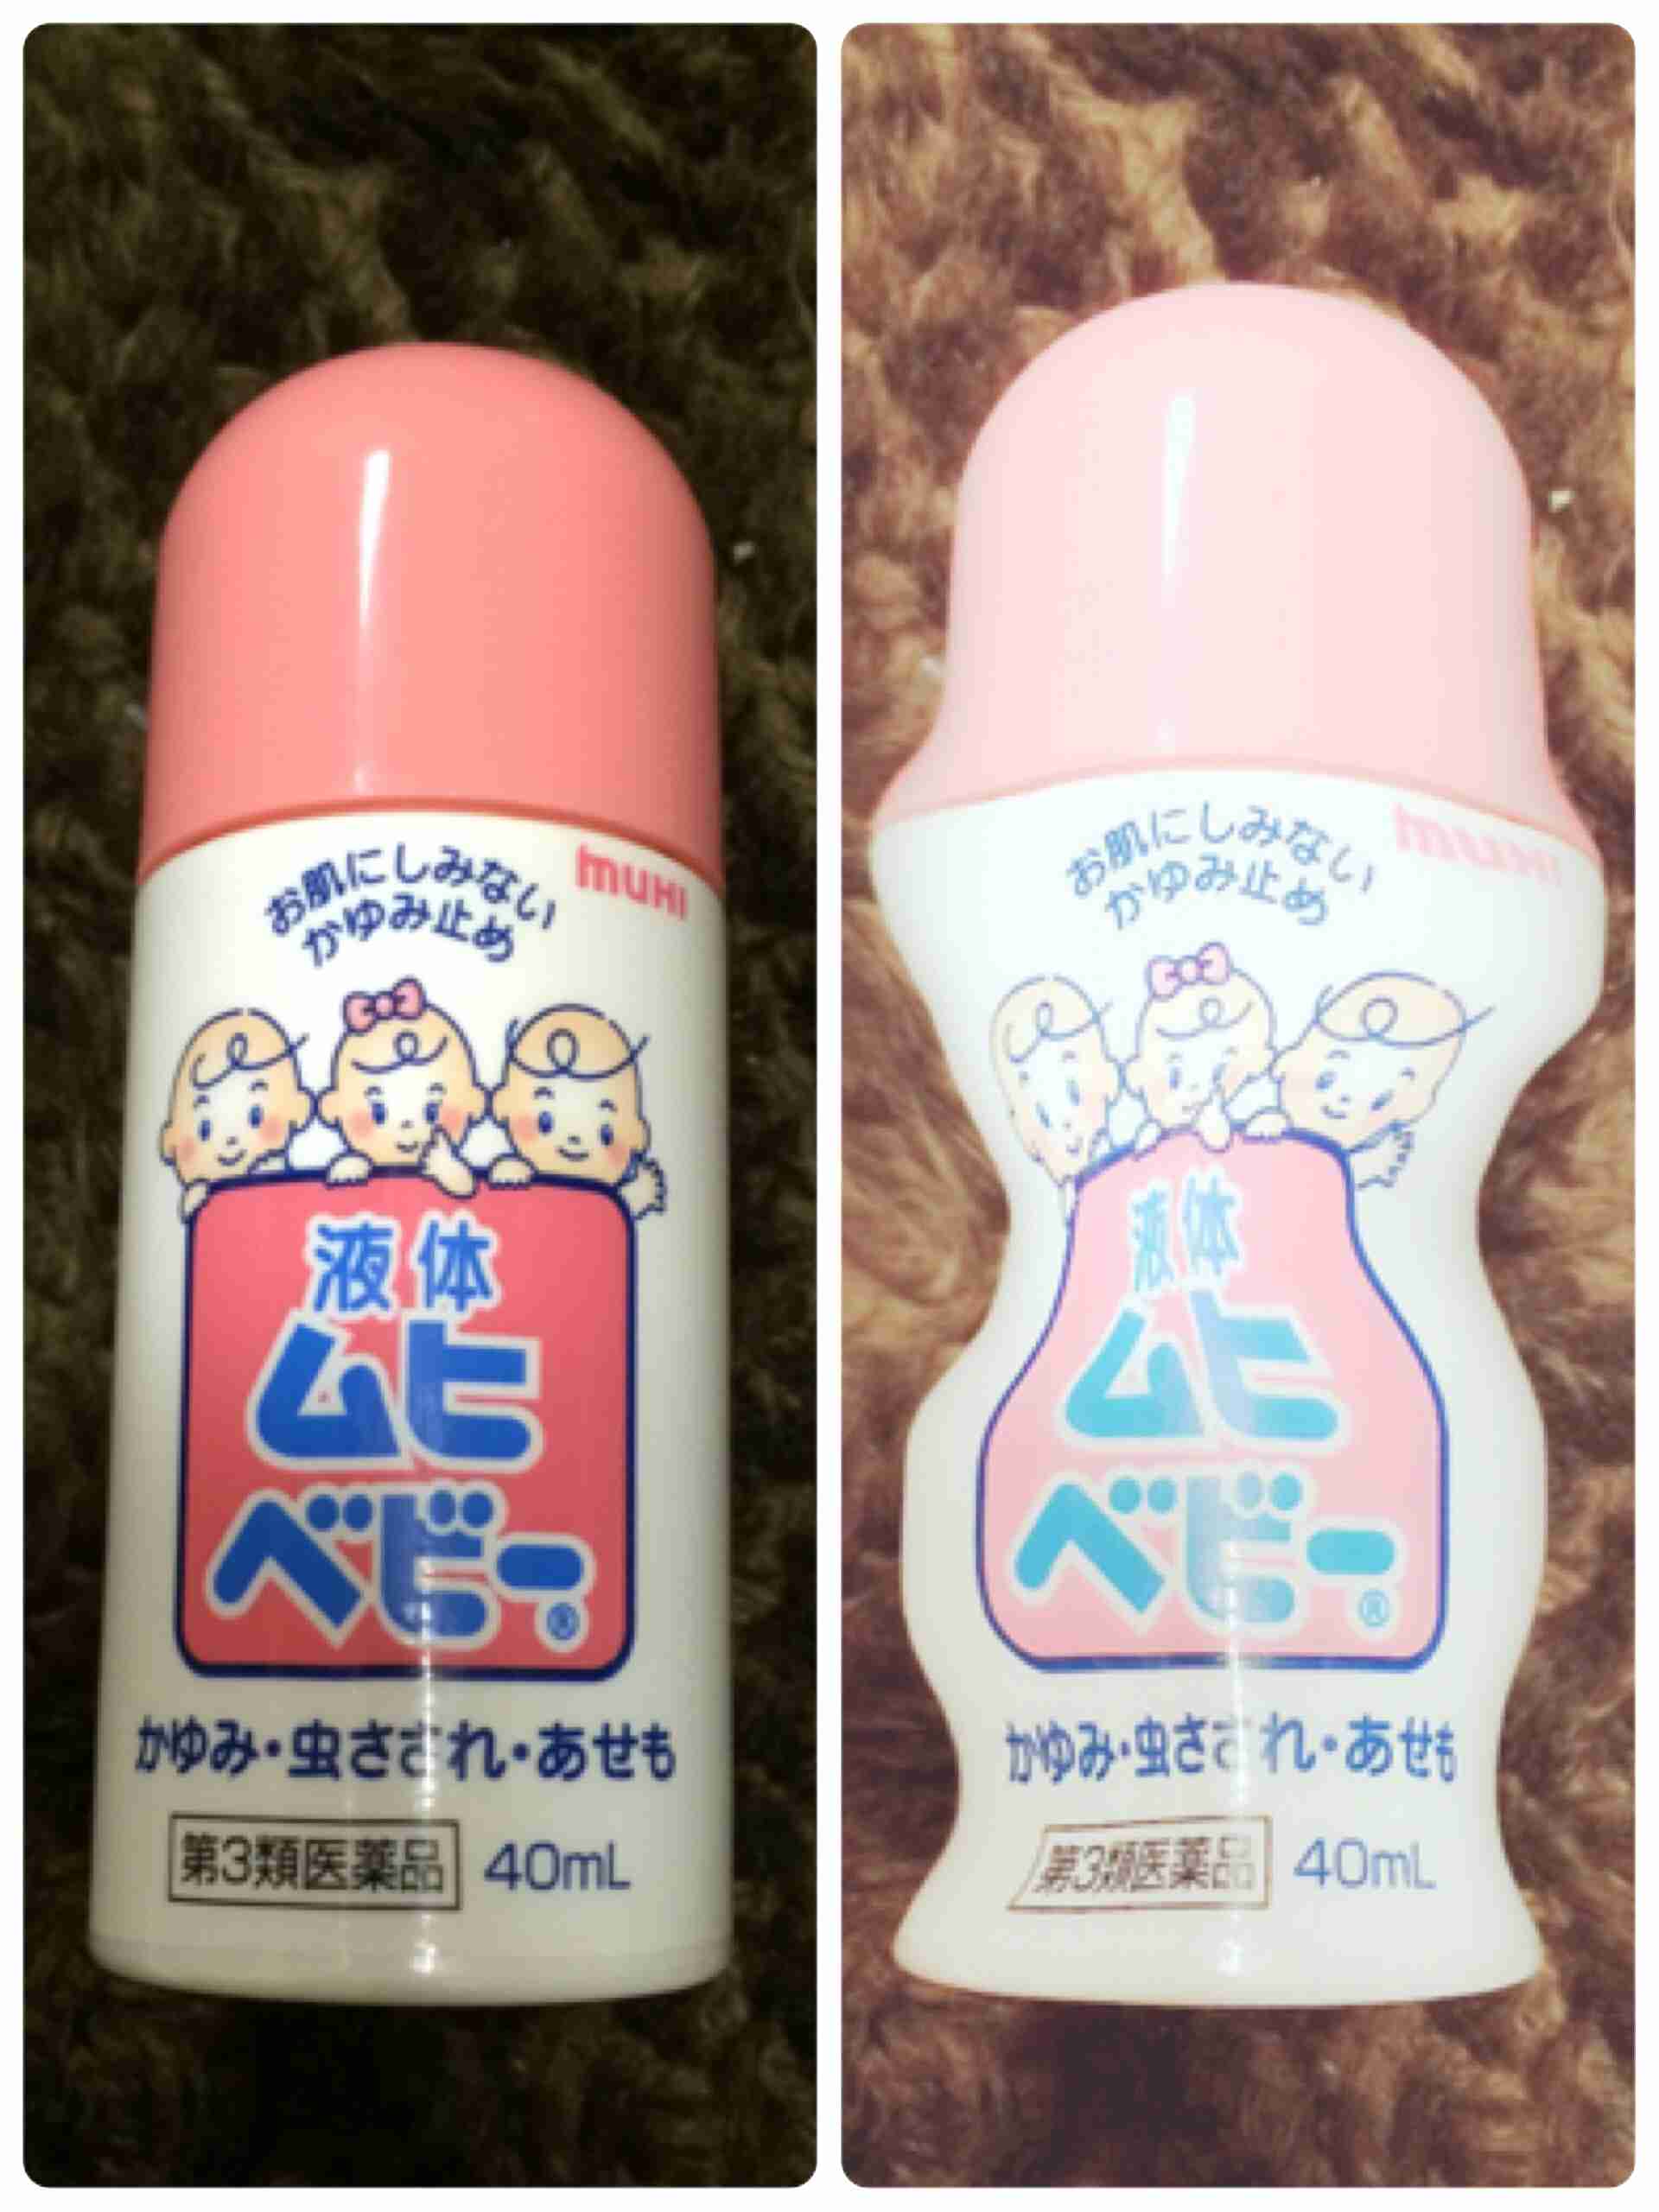 お肌にしみない
かゆみ止め
muHI
液体
ムヒ
ベビー®
かゆみ・虫さされ・あせも
第3類医薬品 40mL
お肌にしみない
かゆみ止め
muHI
液体
ムヒ
ベビー®
かゆみ・虫さされ・あせも
第3類医薬品 40mL